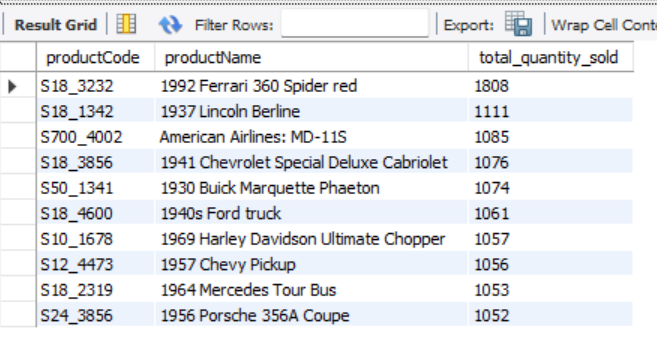 Result Grid Filter Rows: Export: Wrap Cell Conte
productCode productName total_quantity_sold
S18_3232 1992 Ferrari 360 Spider red 1808
S18_1342 1937 Lincoln Berline 1111
S700_4002 American Airlines: MD-11S 1085
S18_3856 1941 Chevrolet Special Deluxe Cabriolet 1076
S50_1341 1930 Buick Marquette Phaeton 1074
S18_4600 1940s Ford truck 1061
S10_1678 1969 Harley Davidson Ultimate Chopper 1057
S12_4473 1957 Chevy Pickup 1056
S18_2319 1964 Mercedes Tour Bus 1053
S24_3856 1956 Porsche 356A Coupe 1052